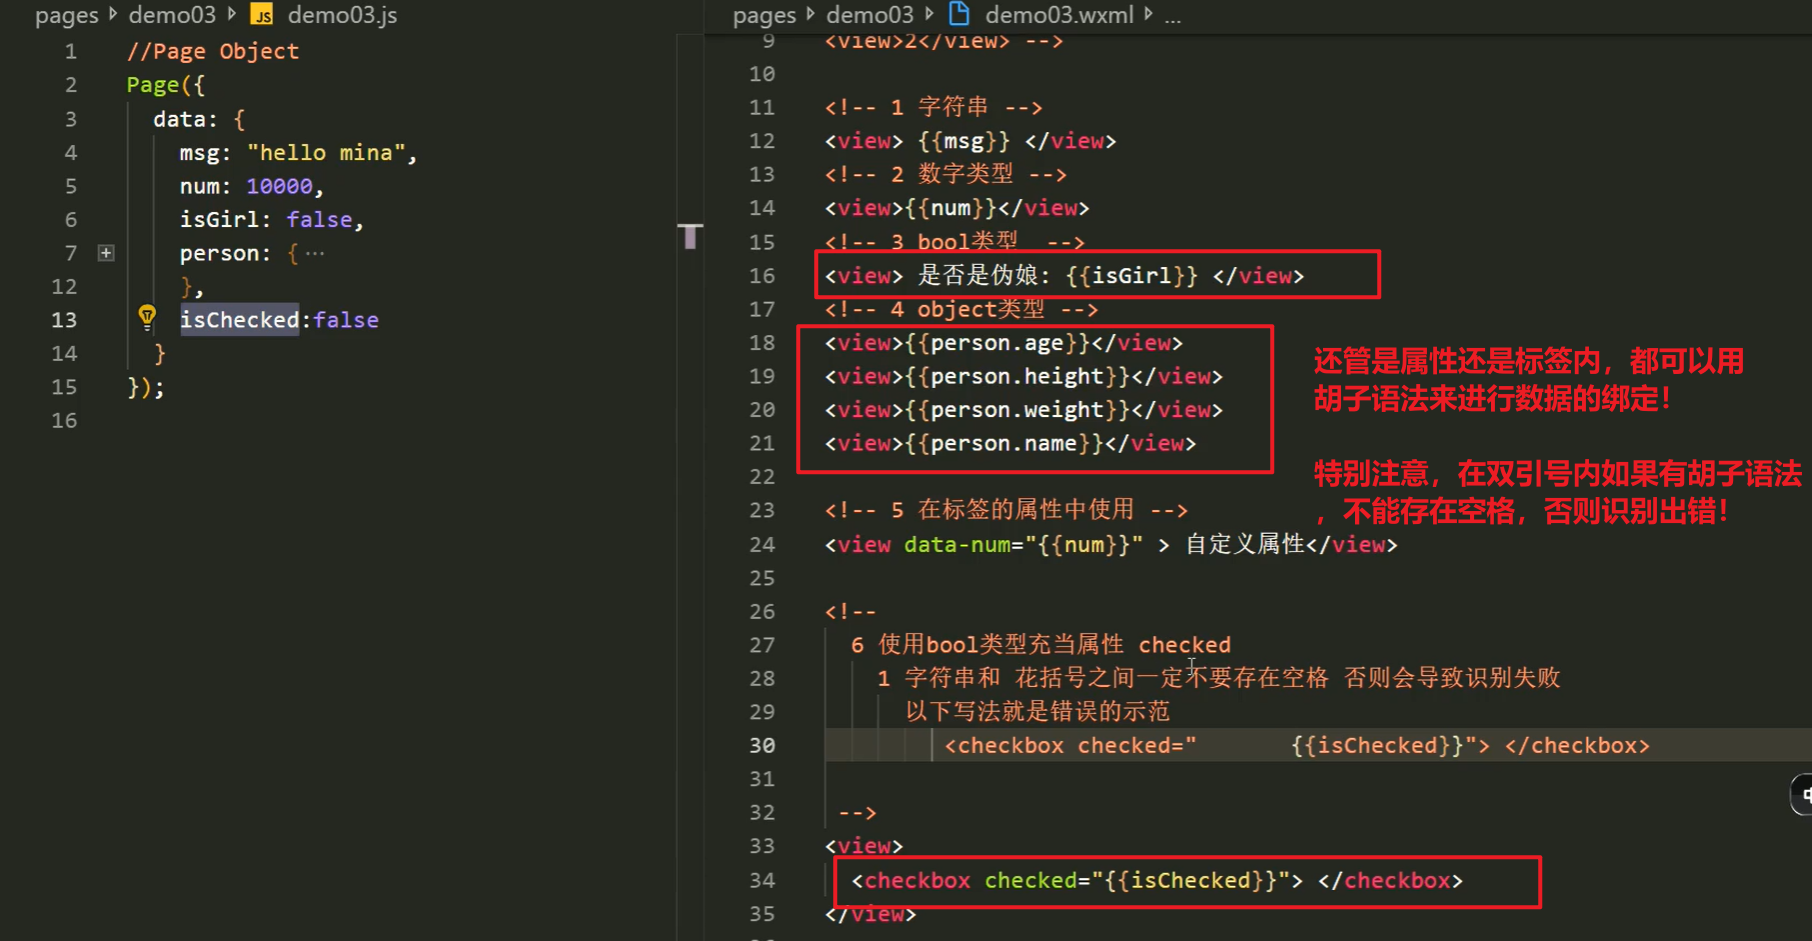 pages demo03 JS demo03.js
1 //Page Object
2 Page({
3 data: {
4 msg: "hello mina",
5 num: 10000,
6 isGirl: false,
7 person: {···
12 },
13 isChecked:false
14 }
15 });
16
pages demo03 demo03.wxml ...
9 <view>2</view> -->
10
11 <!-- 1 字符串 -->
12 <view> {{msg}} </view>
13 <!-- 2 数字类型 -->
14 <view>{{num}}</view>
15 <!-- 3 bool类型 -->
16 <view> 是否是伪娘: {{isGirl}} </view>
17 <!-- 4 object类型 -->
18 <view>{{person.age}}</view>
19 <view>{{person.height}}</view>
20 <view>{{person.weight}}</view>
21 <view>{{person.name}}</view>
22
23 <!-- 5 在标签的属性中使用 -->
24 <view data-num="{{num}}" > 自定义属性</view>
25
26 <!--
27 6 使用bool类型充当属性 checked
28 1 字符串和 花括号之间一定不要存在空格 否则会导致识别失败
29 以下写法就是错误的示范
30 <checkbox checked="       {{isChecked}}"> </checkbox>
31
32 -->
33 <view>
34 <checkbox checked="{{isChecked}}"> </checkbox>
35 </view>
还管是属性还是标签内，都可以用
胡子语法来进行数据的绑定！
特别注意，在双引号内如果有胡子语法
，不能存在空格，否则识别出错！